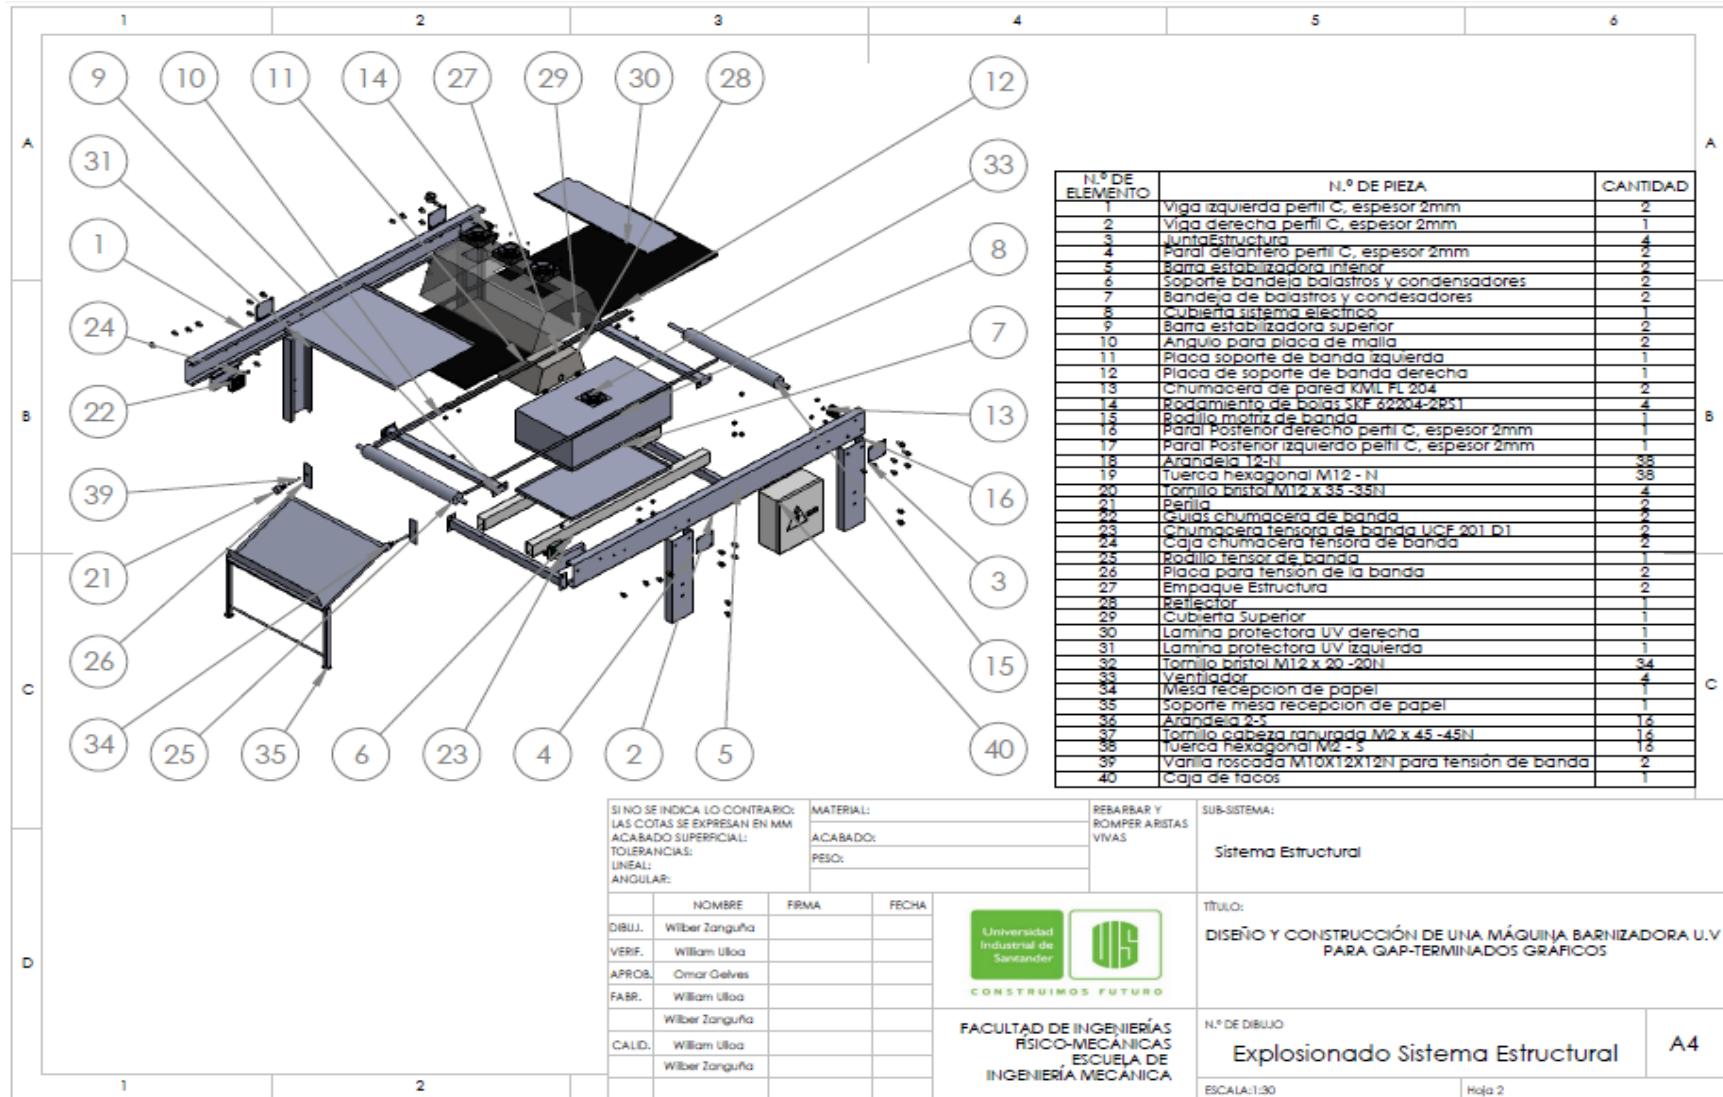 1 2 3 4 5 6
A
B
C
D
A
B
C
9 10 11 14 27 29 30 28 12
31 33
1 8
24 7
22 13
39 16
21 3
26 15
34 25 35 6 23 4 2 5 40
N.º DE ELEMENTO N.º DE PIEZA CANTIDAD
1 Viga izquierda perfil C, espesor 2mm 2
2 Viga derecha perfil C, espesor 2mm 1
3 JuntaEstructura 4
4 Paral delantero perfil C, espesor 2mm 2
5 Barra estabilizadora interior 2
6 Soporte bandeja balastros y condensadores 2
7 Bandeja de balastros y condesadores 2
8 Cubierta sistema electrico 1
9 Barra estabilizadora superior 2
10 Angulo para placa de malla 2
11 Placa soporte de banda izquierda 1
12 Placa de soporte de banda derecha 1
13 Chumacera de pared KML FL 204 2
14 Rodamiento de bolas SKF 62204-2RS1 4
15 Rodillo motriz de banda 1
16 Paral Posterior derecho perfil C, espesor 2mm 1
17 Paral Posterior izquierdo pelfil C, espesor 2mm 1
18 Arandela 12-N 38
19 Tuerca hexagonal M12 - N 38
20 Tornillo bristol M12 x 35 -35N 4
21 Perilla 2
22 Guias chumacera de banda 2
23 Chumacera tensora de banda UCF 201 D1 2
24 Caja chumacera tensora de banda 2
25 Rodillo tensor de banda 1
26 Placa para tensión de la banda 2
27 Empaque Estructura 2
28 Reflector 1
29 Cubierta Superior 1
30 Lamina protectora UV derecha 1
31 Lamina protectora UV izquierda 1
32 Tornillo bristol M12 x 20 -20N 34
33 Ventilador 4
34 Mesa recepcion de papel 1
35 Soporte mesa recepcion de papel 1
36 Arandela 2-S 16
37 Tornillo cabeza ranurada M2 x 45 -45N 16
38 Tuerca hexagonal M2 - S 16
39 Varilla roscada M10X12X12N para tensión de banda 2
40 Caja de tacos 1
SI NO SE INDICA LO CONTRARIO:
LAS COTAS SE EXPRESAN EN MM
ACABADO SUPERFICIAL:
TOLERANCIAS:
LINEAL:
ANGULAR:
MATERIAL:
ACABADO:
PESO:
REBARBAR Y
ROMPER ARISTAS
VIVAS
SUB-SISTEMA:
Sistema Estructural
NOMBRE FIRMA FECHA
DIBUJ. Wilber Zanguña
VERIF. William Ulloa
APROB. Omar Gelves
FABR. William Ulloa
Wilber Zanguña
CALID. William Ulloa
Wilber Zanguña
Universidad
Industrial de
Santander
UIS
CONSTRUIMOS FUTURO
FACULTAD DE INGENIERÍAS
FÍSICO-MECÁNICAS
ESCUELA DE
INGENIERÍA MECÁNICA
TÍTULO:
DISEÑO Y CONSTRUCCIÓN DE UNA MÁQUINA BARNIZADORA U.V
PARA QAP-TERMINADOS GRÁFICOS
N.º DE DIBUJO
Explosionado Sistema Estructural
A4
ESCALA:1:30 Hoja 2
1 2